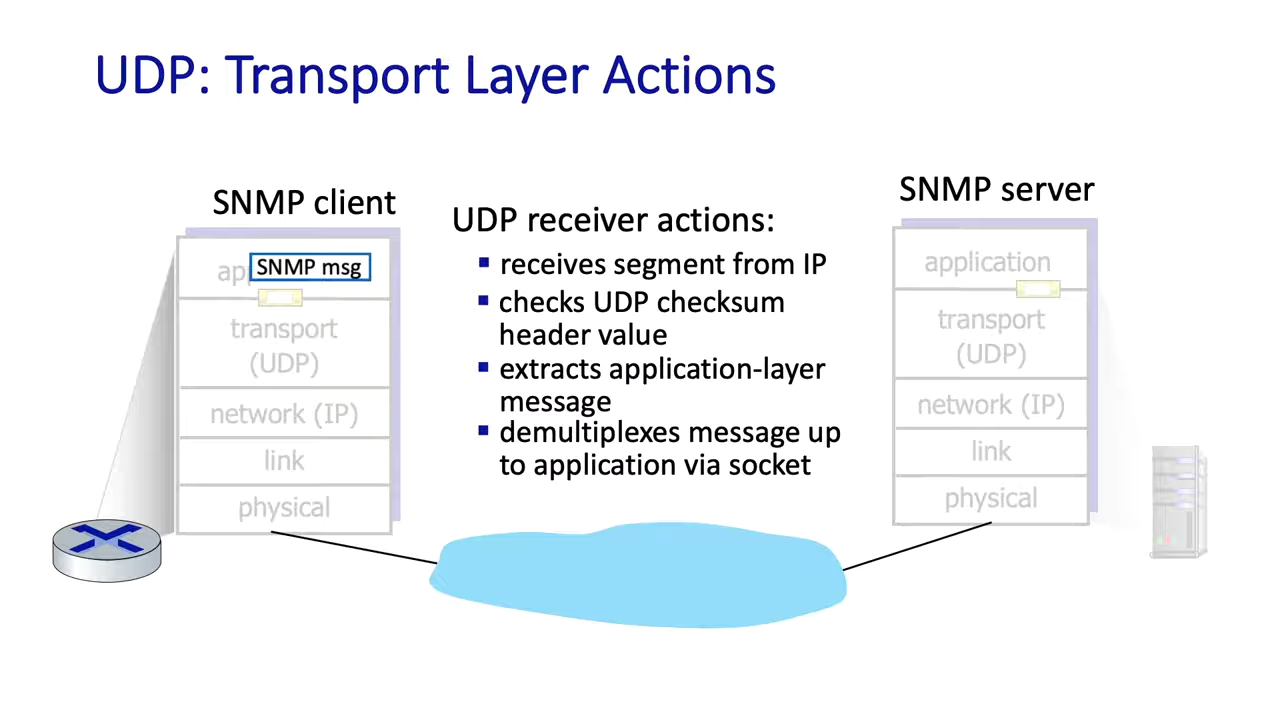 UDP: Transport Layer Actions
SNMP client
SNMP msg
transport
(UDP)
network (IP)
link
physical
UDP receiver actions:
▪ receives segment from IP
▪ checks UDP checksum
header value
▪ extracts application-layer
message
▪ demultiplexes message up
to application via socket
SNMP server
application
transport
(UDP)
network (IP)
link
physical